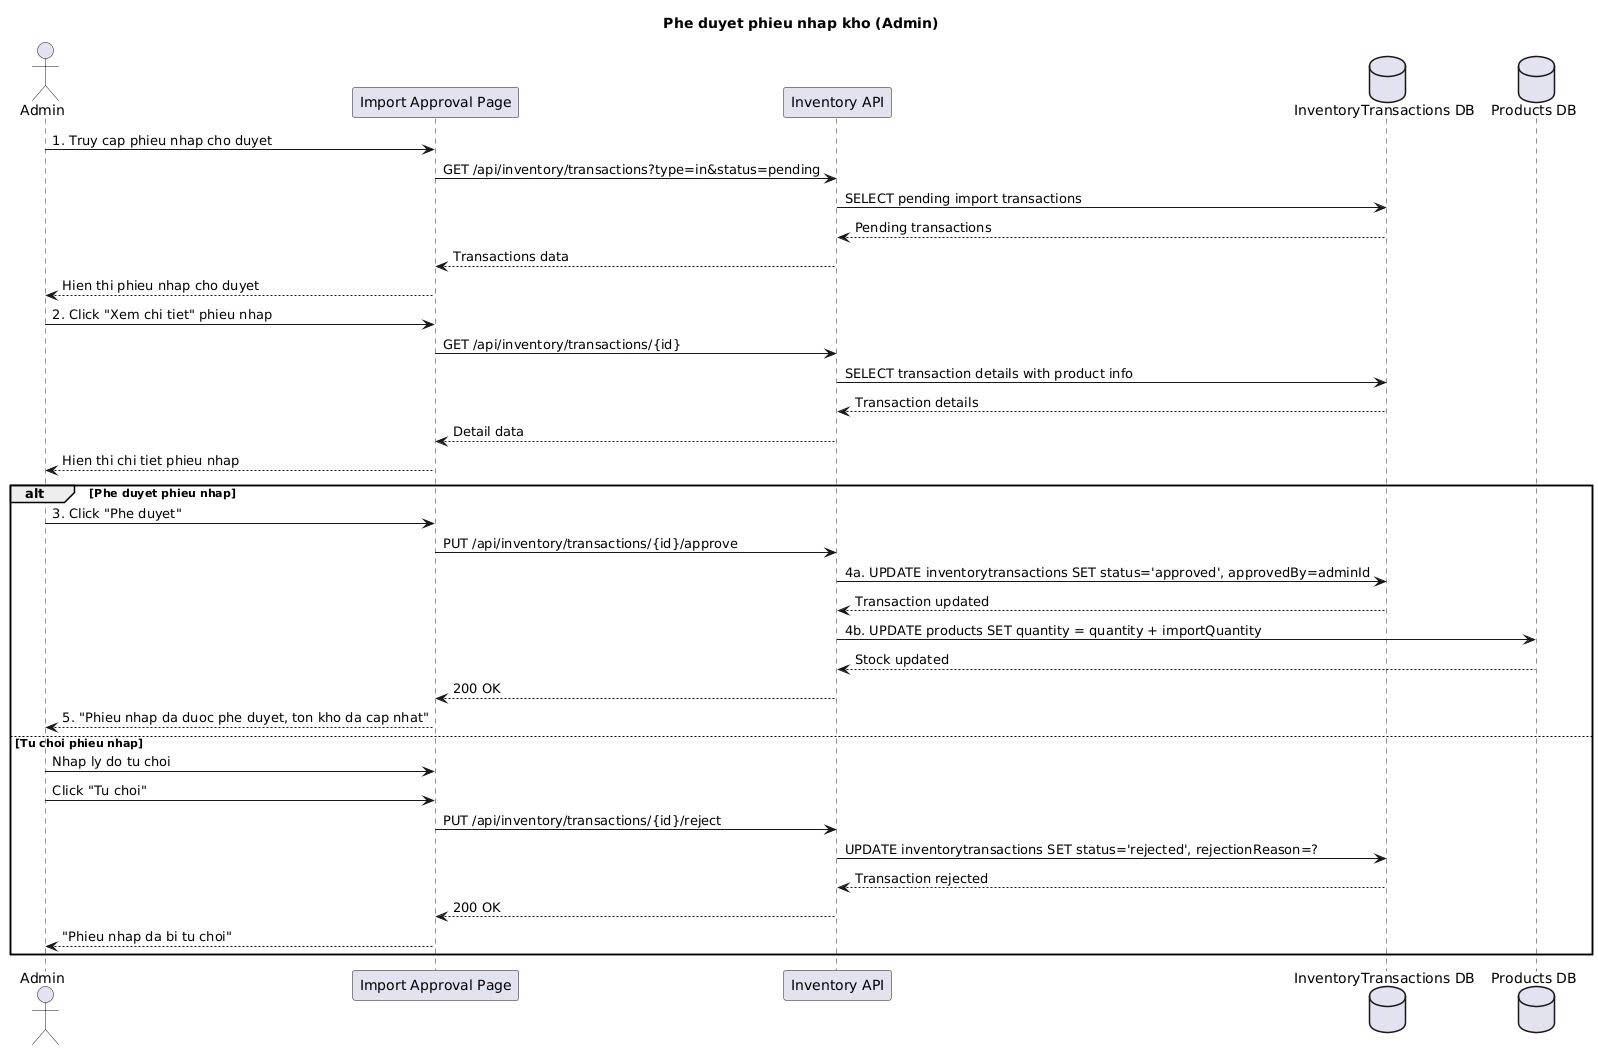 Phe duyet phieu nhap kho (Admin)
Admin
Import Approval Page
Inventory API
InventoryTransactions DB
Products DB
1. Truy cap phieu nhap cho duyet
GET /api/inventory/transactions?type=in&status=pending
SELECT pending import transactions
Pending transactions
Transactions data
Hien thi phieu nhap cho duyet
2. Click "Xem chi tiet" phieu nhap
GET /api/inventory/transactions/{id}
SELECT transaction details with product info
Transaction details
Detail data
Hien thi chi tiet phieu nhap
alt
[Phe duyet phieu nhap]
3. Click "Phe duyet"
PUT /api/inventory/transactions/{id}/approve
4a. UPDATE inventorytransactions SET status='approved', approvedBy=adminId
Transaction updated
4b. UPDATE products SET quantity = quantity + importQuantity
Stock updated
200 OK
5. "Phieu nhap da duoc phe duyet, ton kho da cap nhat"
[Tu choi phieu nhap]
Nhap ly do tu choi
Click "Tu choi"
PUT /api/inventory/transactions/{id}/reject
UPDATE inventorytransactions SET status='rejected', rejectionReason=?
Transaction rejected
200 OK
"Phieu nhap da bi tu choi"
Admin
Import Approval Page
Inventory API
InventoryTransactions DB
Products DB